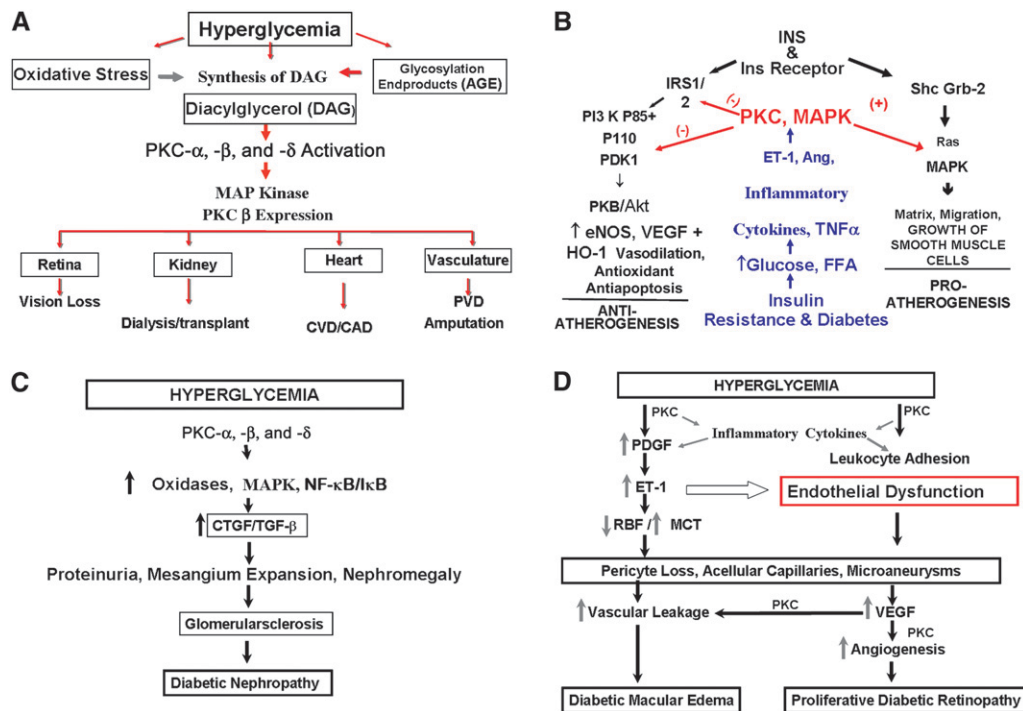 A
Hyperglycemia
Oxidative Stress
Synthesis of DAG
Glycosylation
Endproducts (AGE)
Diacylglycerol (DAG)
PKC-α, -β, and -δ Activation
MAP Kinase
PKC β Expression
Retina
Kidney
Heart
Vasculature
Vision Loss
Dialysis/transplant
CVD/CAD
PVD
Amputation
B
INS
&
Ins Receptor
IRS1/
2
(-)
PKC, MAPK
(+)
Shc Grb-2
PI3 K P85+
P110
PDK1
(-)
ET-1, Ang,
Ras
MAPK
↓
PKB/Akt
Inflammatory
↑ eNOS, VEGF +
HO-1 Vasodilation,
Antioxidant
Antiapoptosis
ANTI-
ATHEROGENESIS
Cytokines, TNFα
↑Glucose, FFA
Insulin
Resistance & Diabetes
Matrix, Migration,
GROWTH OF
SMOOTH MUSCLE
CELLS
PRO-
ATHEROGENESIS
C
HYPERGLYCEMIA
PKC-α, -β, and -δ
↑ Oxidases, MAPK, NF-κB/IκB
↑ CTGF/TGF-β
Proteinuria, Mesangium Expansion, Nephromegaly
Glomerularsclerosis
Diabetic Nephropathy
D
HYPERGLYCEMIA
PKC
PKC
Inflammatory Cytokines
↑ PDGF
Leukocyte Adhesion
↑ ET-1
Endothelial Dysfunction
↓ RBF / ↑ MCT
Pericyte Loss, Acellular Capillaries, Microaneurysms
↑ Vascular Leakage
PKC
↑ VEGF
PKC
↑ Angiogenesis
Diabetic Macular Edema
Proliferative Diabetic Retinopathy